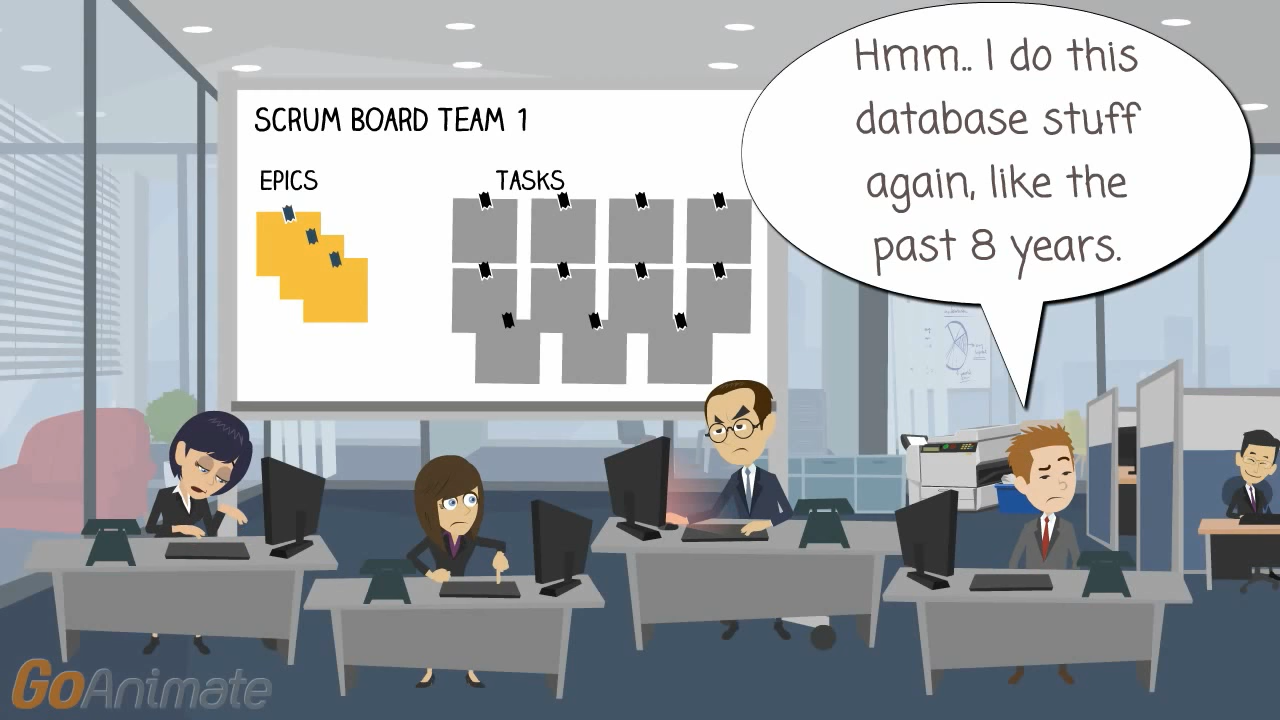 SCRUM BOARD TEAM 1
EPICS
TASKS
Hmm.. I do this
database stuff
again, like the
past 8 years.
GoAnimate